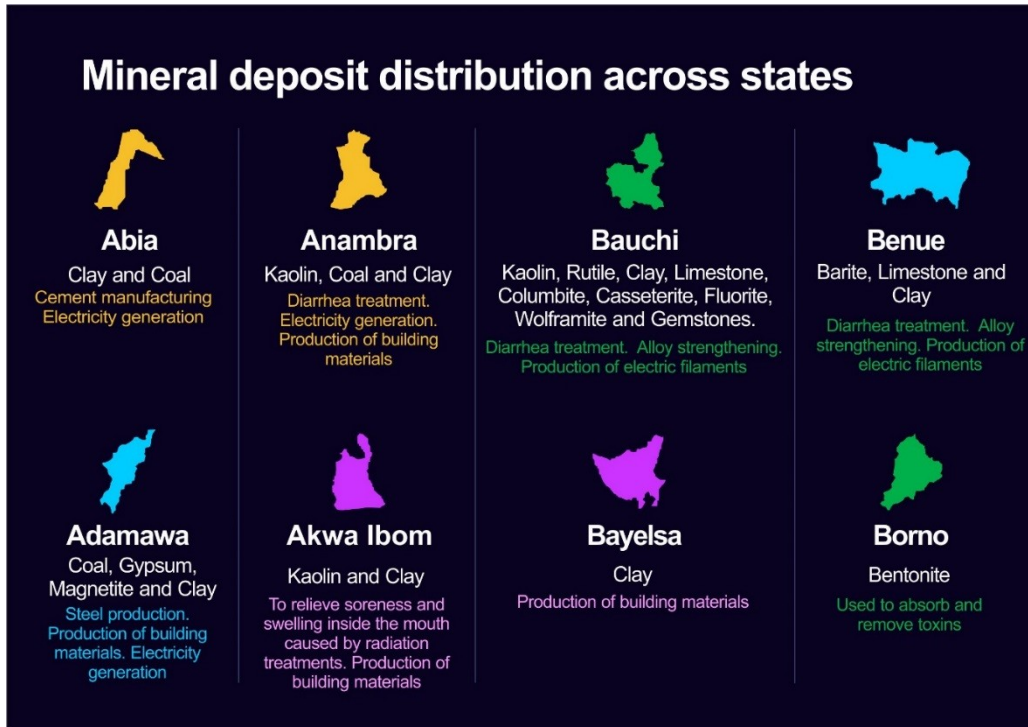 Mineral deposit distribution across states
Abia
Clay and Coal
Cement manufacturing
Electricity generation
Anambra
Kaolin, Coal and Clay
Diarrhea treatment.
Electricity generation.
Production of building
materials
Bauchi
Kaolin, Rutile, Clay, Limestone,
Columbite, Casseterite, Fluorite,
Wolframite and Gemstones.
Diarrhea treatment. Alloy strengthening.
Production of electric filaments
Benue
Barite, Limestone and
Clay
Diarrhea treatment. Alloy
strengthening. Production of
electric filaments
Adamawa
Coal, Gypsum,
Magnetite and Clay
Steel production.
Production of building
materials. Electricity
generation
Akwa Ibom
Kaolin and Clay
To relieve soreness and
swelling inside the mouth
caused by radiation
treatments. Production of
building materials
Bayelsa
Clay
Production of building materials
Borno
Bentonite
Used to absorb and
remove toxins